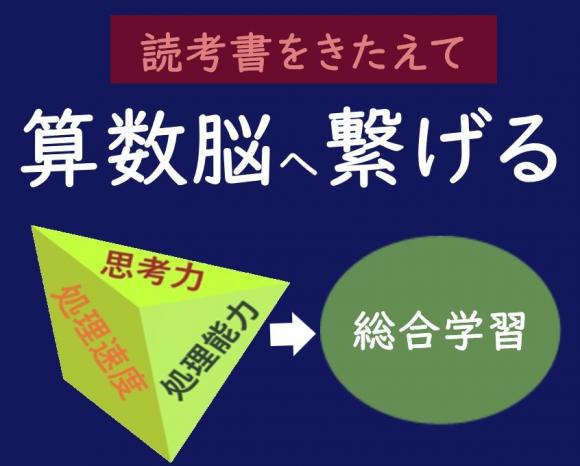 読考書をきたえて
算数脳へ繋げる
思考力
処理速度
処理能力
総合学習